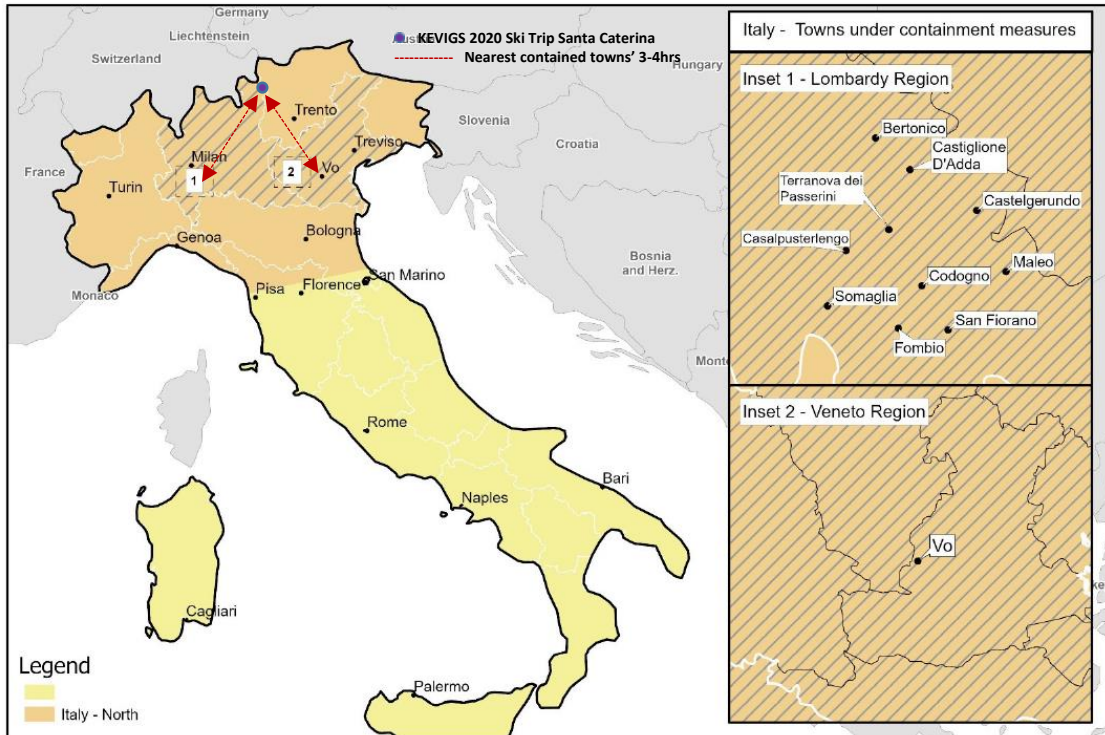 Germany
Liechtenstein
Switzerland
KEVIGS 2020 Ski Trip Santa Caterina
Nearest contained towns' 3-4hrs
Hungary
Slovenia
Croatia
France
Trento
Treviso
Milan
Vo
1
2
Turin
Bologna
Genoa
San Marino
Pisa
Florence
Monaco
Bosnia
and Herz.
Rome
Bari
Naples
Cagliari
Palermo
Legend
Italy - North
Italy - Towns under containment measures
Inset 1 - Lombardy Region
Bertonico
Castiglione
D'Adda
Terranova dei
Passerini
Castelgerundo
Casalpusterlengo
Maleo
Codogno
Somaglia
San Fiorano
Fombio
Inset 2 - Veneto Region
Vo